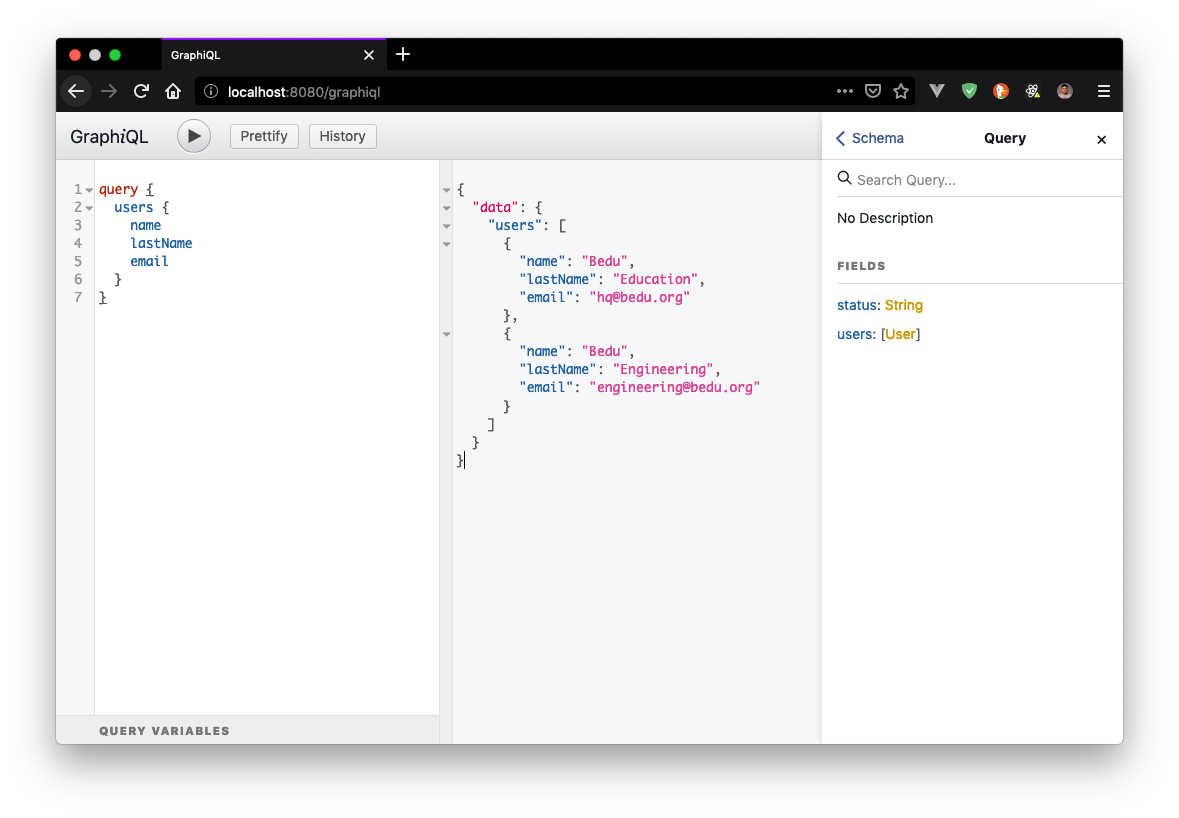 GraphiQL
localhost:8080/graphiql
GraphiQL
Prettify
History
1 query {
2 users {
3 name
4 lastName
5 email
6 }
7 }
QUERY VARIABLES
{
"data": {
"users": [
{
"name": "Bedu",
"lastName": "Education",
"email": "hq@bedu.org"
},
{
"name": "Bedu",
"lastName": "Engineering",
"email": "engineering@bedu.org"
}
]
}
}
Schema
Query
Search Query...
No Description
FIELDS
status: String
users: [User]